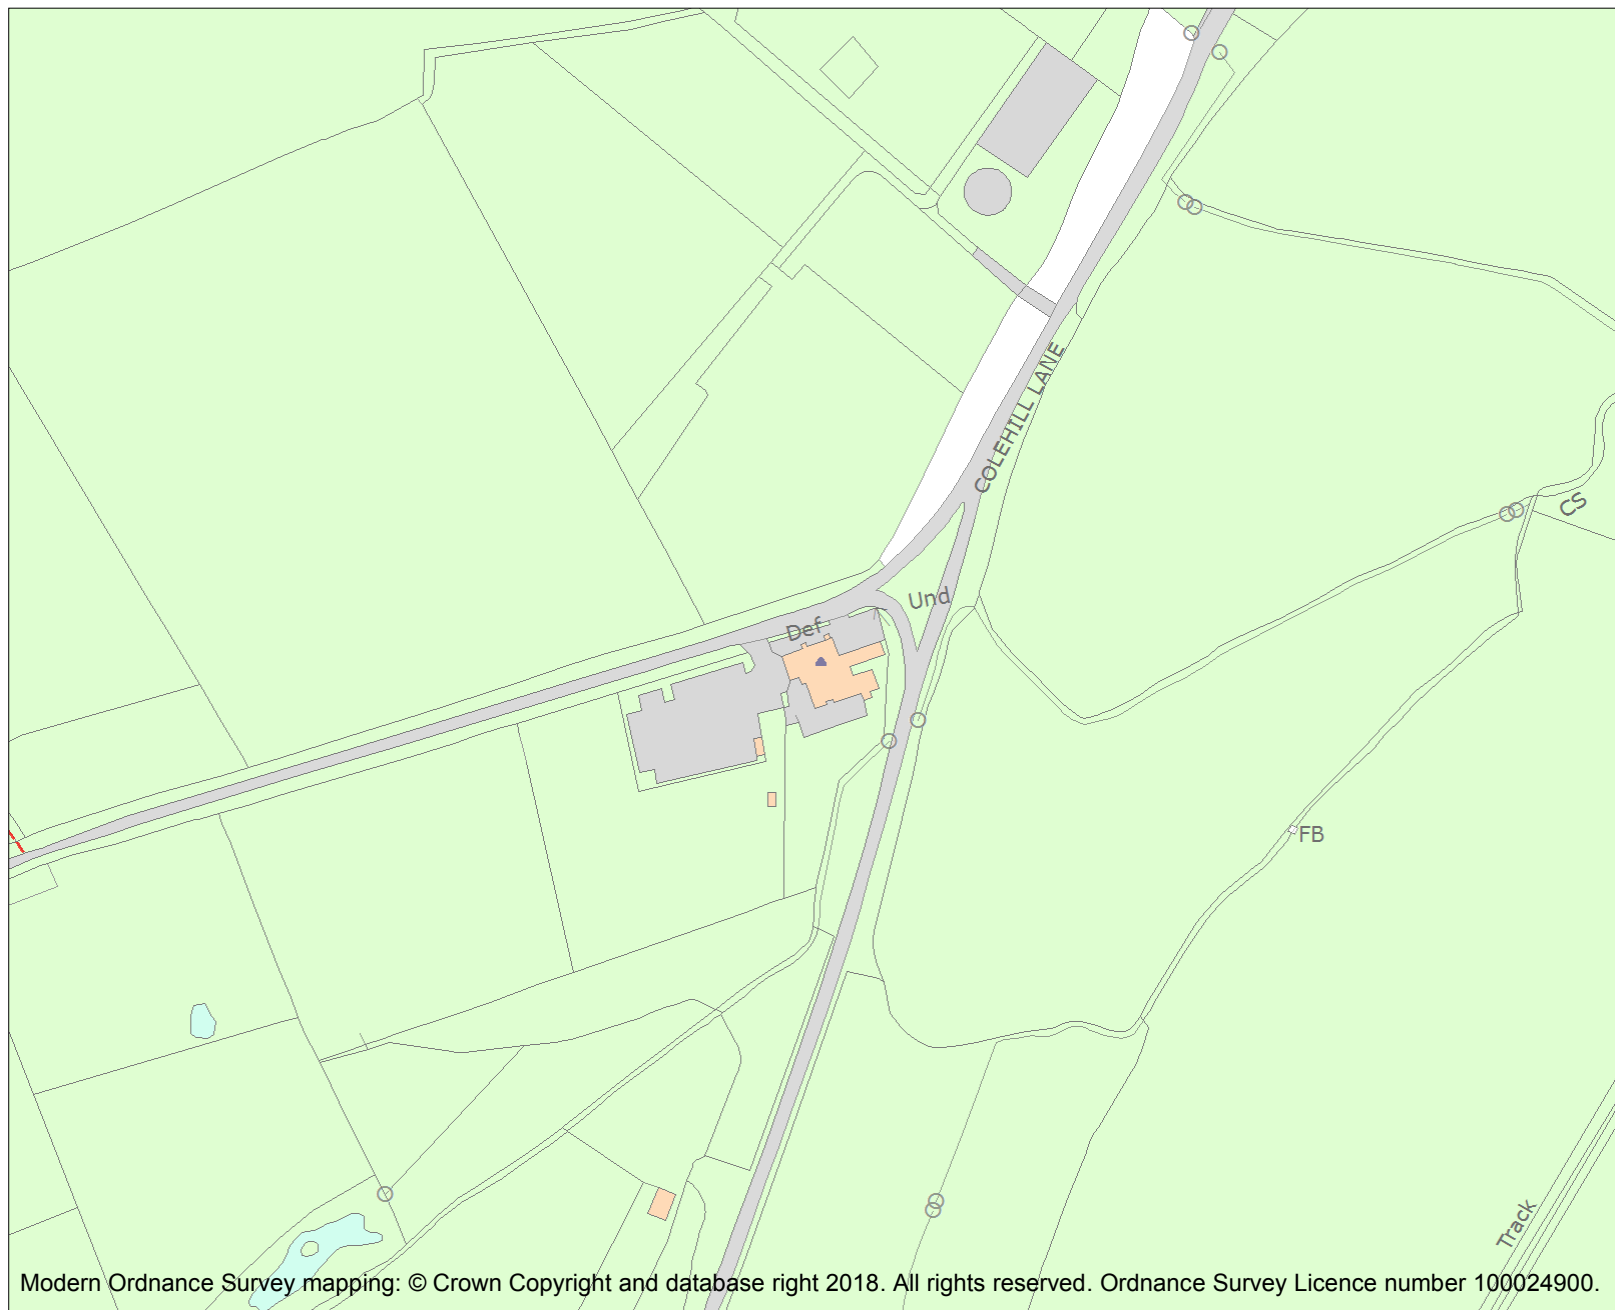 COLEHILL LANE
CS
Und
Def
FB
Track
Modern Ordnance Survey mapping: © Crown Copyright and database right 2018. All rights reserved. Ordnance Survey Licence number 100024900.